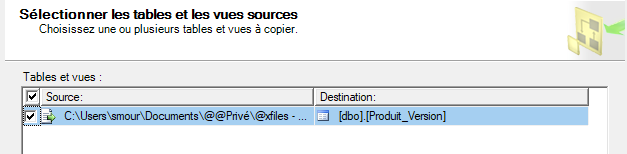 Sélectionner les tables et les vues sources
Choisissez une ou plusieurs tables et vues à copier.
Tables et vues :
Source: Destination:
C:\Users\smour\Documents\@@Privé\@xfiles - ... [dbo].[Produit_Version]